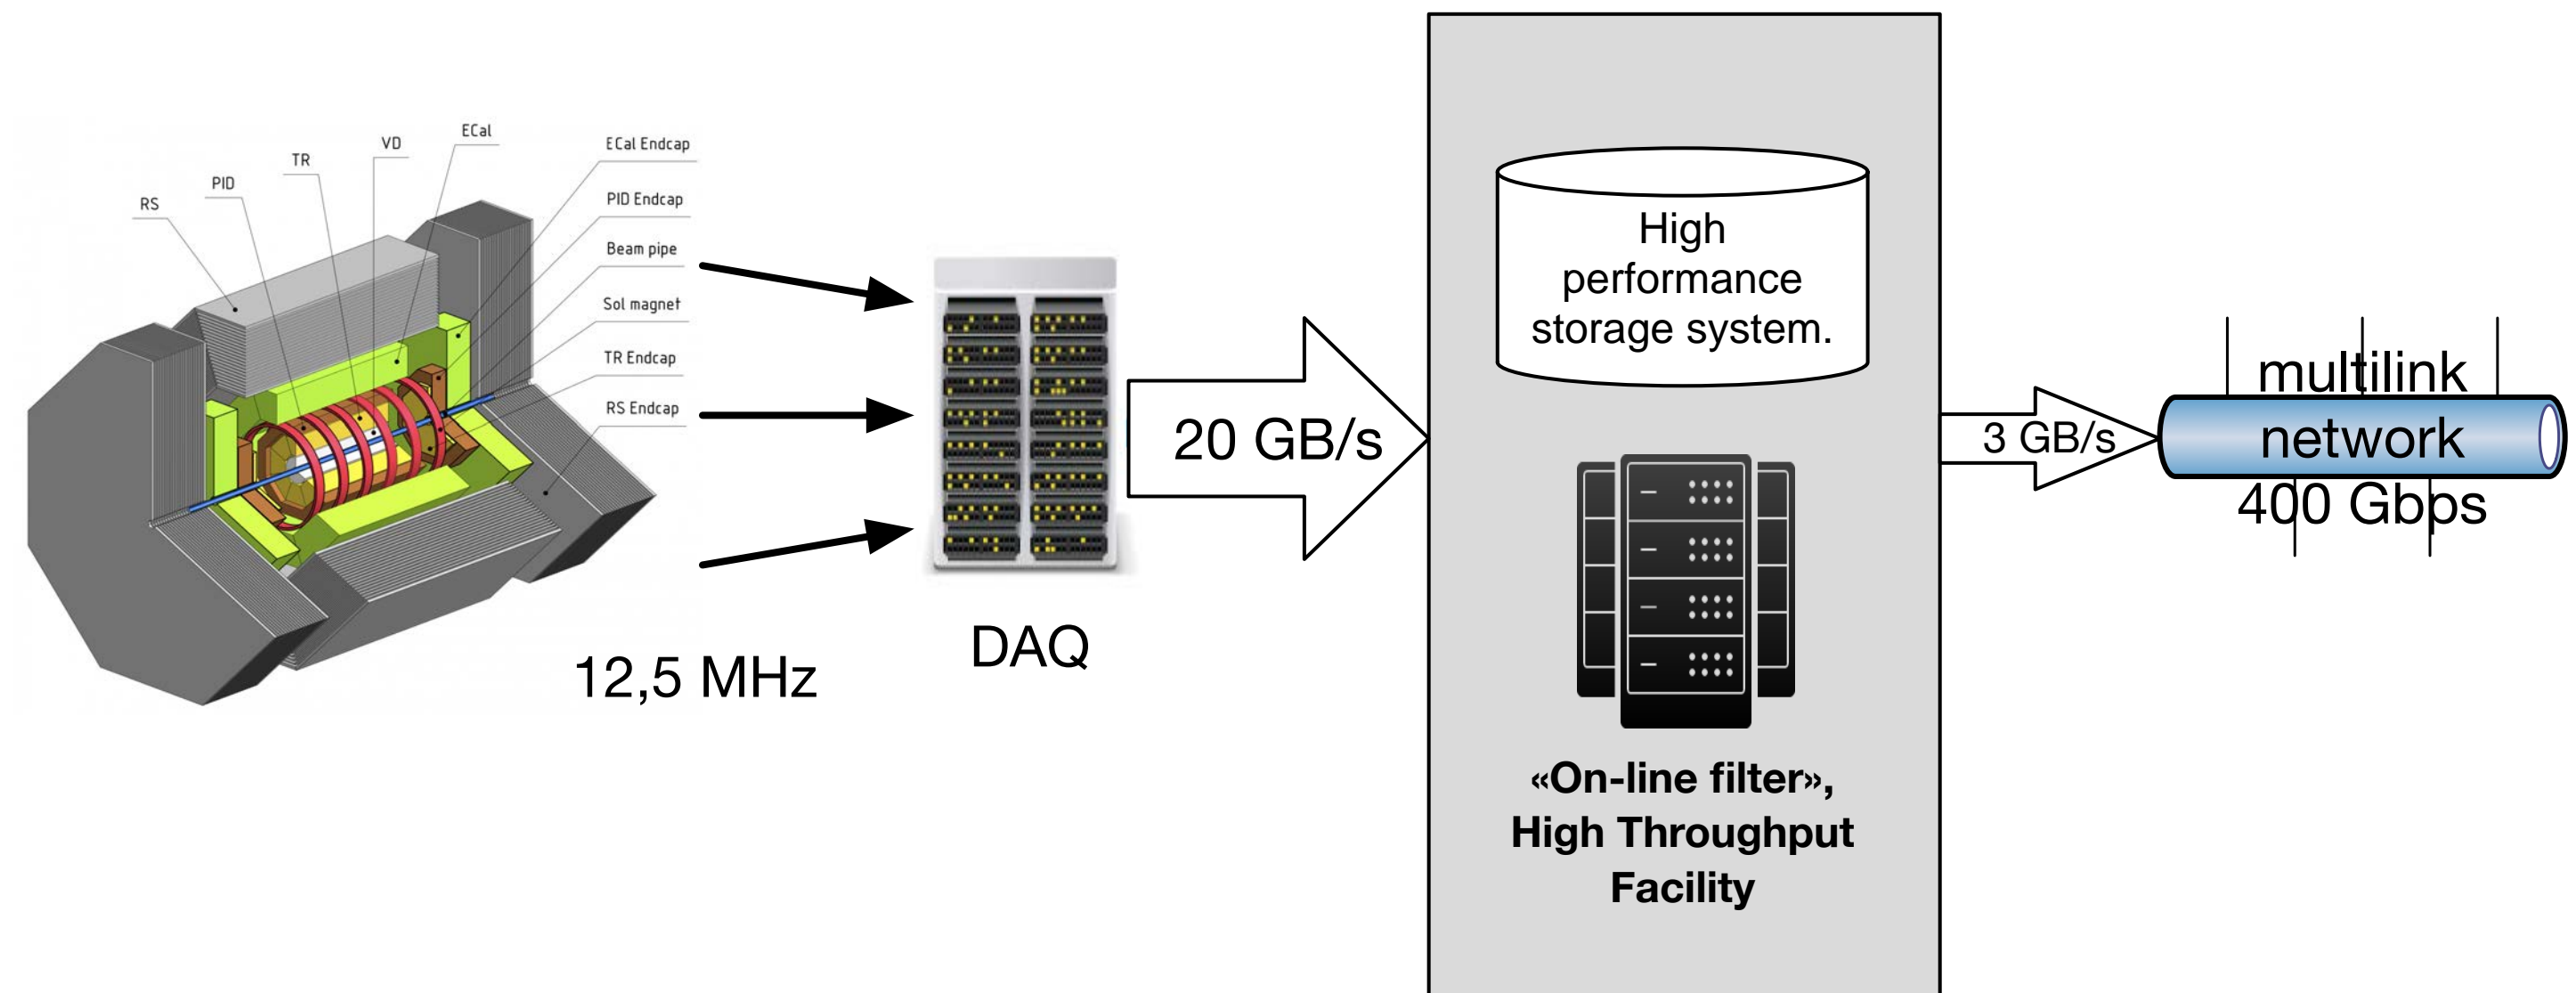 RS
PID
TR
VD
ECal
ECal Endcap
PID Endcap
Beam pipe
Sol magnet
TR Endcap
RS Endcap
12,5 MHz
DAQ
20 GB/s
High
performance
storage system.
«On-line filter»,
High Throughput
Facility
3 GB/s
multilink
network
400 Gbps